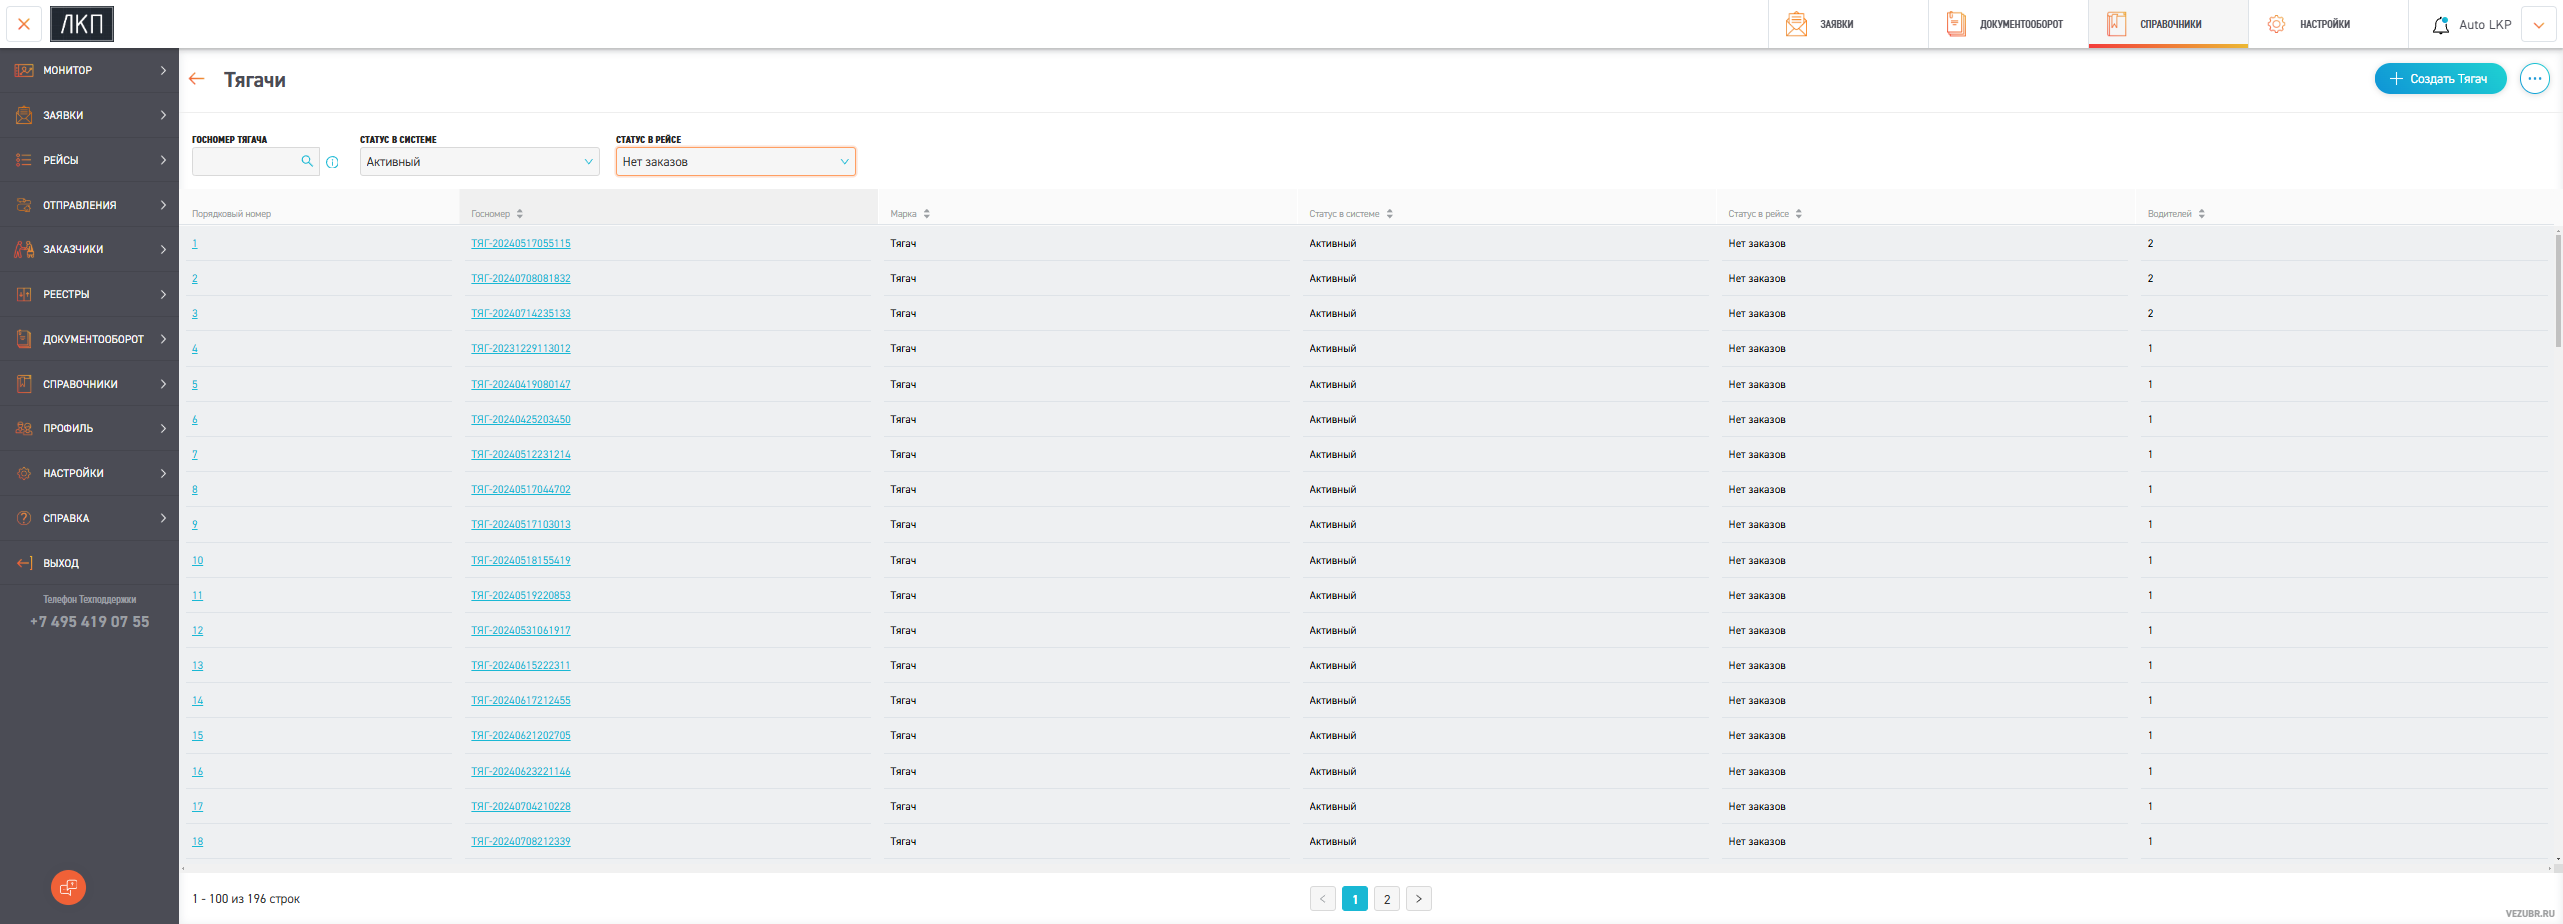 ЛКП
ЗАЯВКИ
ДОКУМЕНТООБОРОТ
СПРАВОЧНИКИ
НАСТРОЙКИ
Auto LKP
МОНИТОР
ЗАЯВКИ
РЕЙСЫ
ОТПРАВЛЕНИЯ
ЗАКАЗЧИКИ
РЕЕСТРЫ
ДОКУМЕНТООБОРОТ
СПРАВОЧНИКИ
ПРОФИЛЬ
НАСТРОЙКИ
СПРАВКА
ВЫХОД
Телефон Техподдержки
+7 495 419 07 55
Тягачи
Создать Тягач
ГОСНОМЕР ТЯГАЧА СТАТУС В СИСТЕМЕ СТАТУС В РЕЙСЕ
Активный Нет заказов
Порядковый номер Госномер Марка Статус в системе Статус в рейсе Водителей
1 ТЯГ-20240517055115 Тягач Активный Нет заказов 2
2 ТЯГ-20240708081832 Тягач Активный Нет заказов 2
3 ТЯГ-20240714235133 Тягач Активный Нет заказов 2
4 ТЯГ-20231229113012 Тягач Активный Нет заказов 1
5 ТЯГ-20240419080147 Тягач Активный Нет заказов 1
6 ТЯГ-20240425203450 Тягач Активный Нет заказов 1
7 ТЯГ-20240512231214 Тягач Активный Нет заказов 1
8 ТЯГ-20240517044702 Тягач Активный Нет заказов 1
9 ТЯГ-20240517103013 Тягач Активный Нет заказов 1
10 ТЯГ-20240518155419 Тягач Активный Нет заказов 1
11 ТЯГ-20240519220853 Тягач Активный Нет заказов 1
12 ТЯГ-20240531061917 Тягач Активный Нет заказов 1
13 ТЯГ-20240615222311 Тягач Активный Нет заказов 1
14 ТЯГ-20240617212455 Тягач Активный Нет заказов 1
15 ТЯГ-20240621202705 Тягач Активный Нет заказов 1
16 ТЯГ-20240623221146 Тягач Активный Нет заказов 1
17 ТЯГ-20240704210228 Тягач Активный Нет заказов 1
18 ТЯГ-20240708212339 Тягач Активный Нет заказов 1
1 - 100 из 196 строк
< 1 2 >
VEZUBR.RU